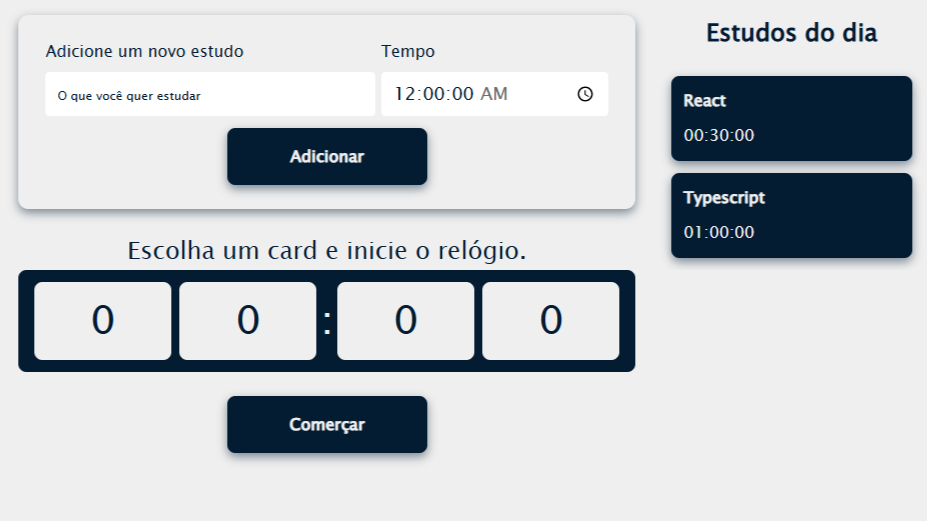 Adicione um novo estudo
Tempo
O que você quer estudar
12:00:00 AM
Adicionar
Escolha um card e inicie o relógio.
0 0 : 0 0
Comerçar
Estudos do dia
React
00:30:00
Typescript
01:00:00